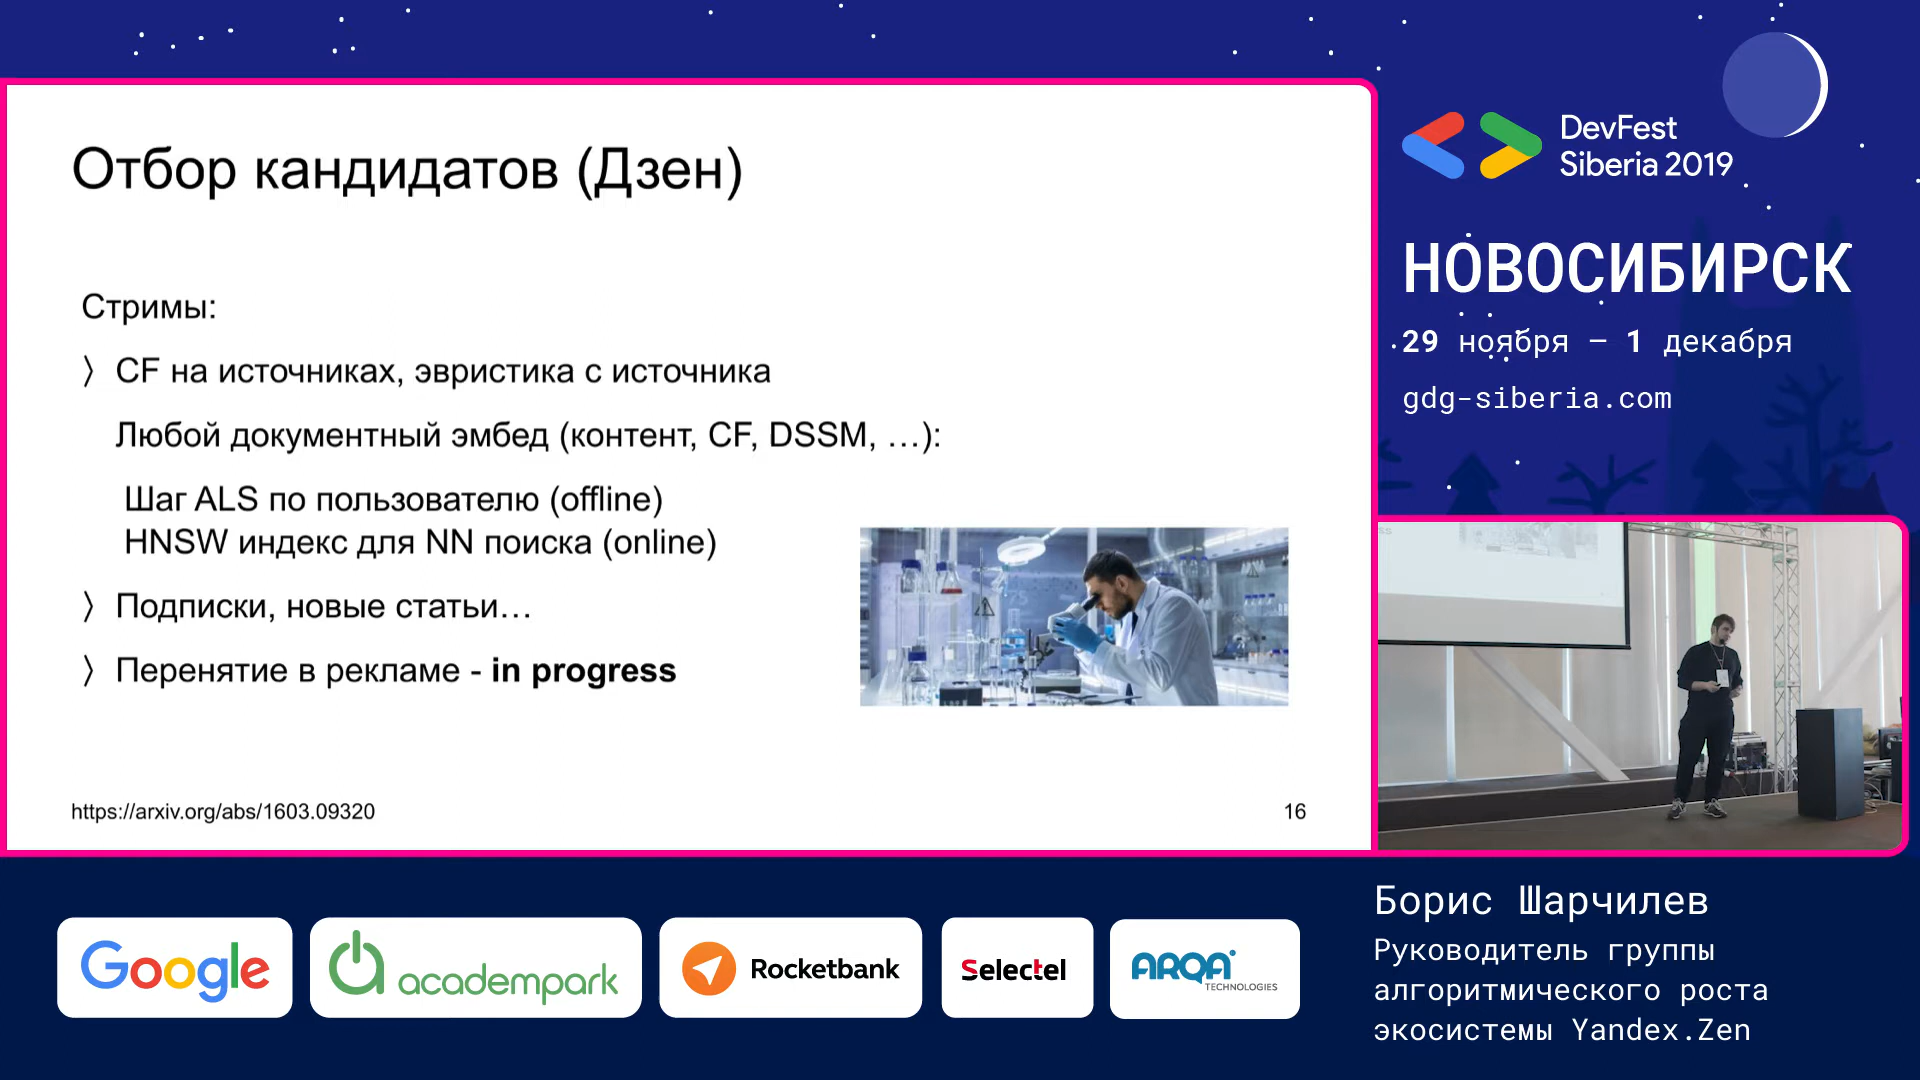 Отбор кандидатов (Дзен)
Стримы:
⟩ CF на источниках, эвристика с источника
Любой документный эмбед (контент, CF, DSSM, …):
Шаг ALS по пользователю (offline)
HNSW индекс для NN поиска (online)
⟩ Подписки, новые статьи…
⟩ Перенятие в рекламе - in progress
https://arxiv.org/abs/1603.09320
16
DevFest
Siberia 2019
НОВОСИБИРСК
29 ноября – 1 декабря
gdg-siberia.com
Google
academpark
Rocketbank
Selectel
ARQA
TECHNOLOGIES
Борис Шарчилев
Руководитель группы
алгоритмического роста
экосистемы Yandex.Zen